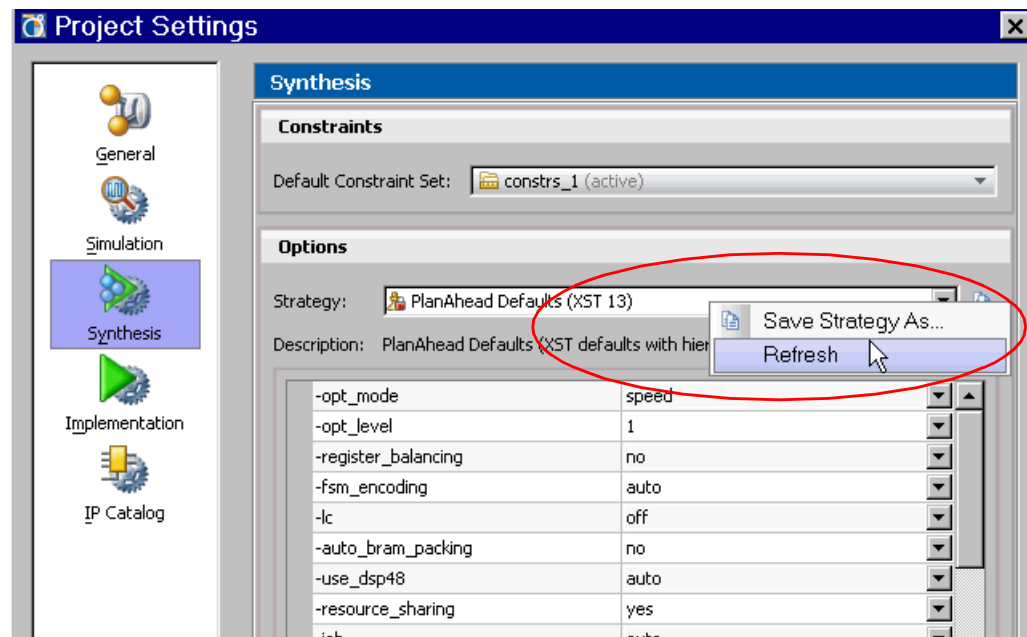 Project Settings
General
Simulation
Synthesis
Implementation
IP Catalog
Synthesis
Constraints
Default Constraint Set: constrs_1 (active)
Options
Strategy: PlanAhead Defaults (XST 13)
Save Strategy As...
Refresh
Description: PlanAhead Defaults (XST defaults with hier
-opt_mode speed
-opt_level 1
-register_balancing no
-fsm_encoding auto
-lc off
-auto_bram_packing no
-use_dsp48 auto
-resource_sharing yes